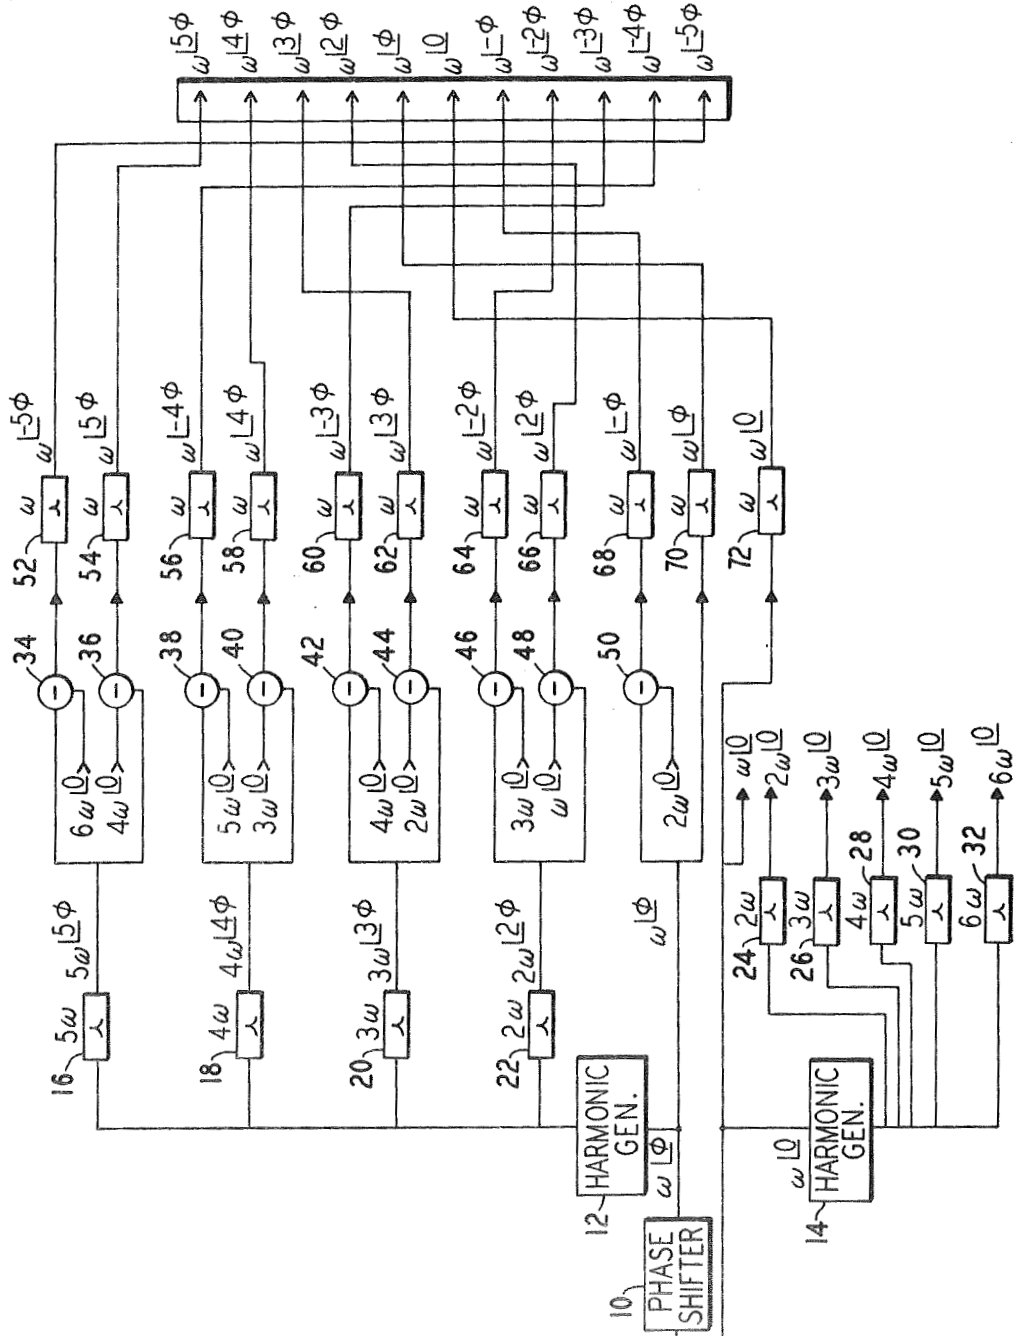 ω∠5φ
ω∠4φ
ω∠3φ
ω∠2φ
ω∠φ
ω∠0
ω∠-φ
ω∠-2φ
ω∠-3φ
ω∠-4φ
ω∠-5φ
52 ω ω∠-5φ
54 ω ω∠5φ
56 ω ω∠-4φ
58 ω ω∠4φ
60 ω ω∠-3φ
62 ω ω∠3φ
64 ω ω∠-2φ
66 ω ω∠2φ
68 ω ω∠-φ
70 ω ω∠φ
72 ω ω∠0
34
36
38
40
42
44
46
48
50
6ω∠0
4ω∠0
5ω∠0
3ω∠0
4ω∠0
2ω∠0
3ω∠0
ω∠0
2ω∠0
16 5ω 5ω∠5φ
18 4ω 4ω∠4φ
20 3ω 3ω∠3φ
22 2ω 2ω∠2φ
ω∠φ
12 HARMONIC
GEN.
ω∠φ
10 PHASE
SHIFTER
ω∠0
14 HARMONIC
GEN.
ω∠0
24 2ω 2ω∠0
26 3ω 3ω∠0
28 4ω 4ω∠0
30 5ω 5ω∠0
32 6ω 6ω∠0